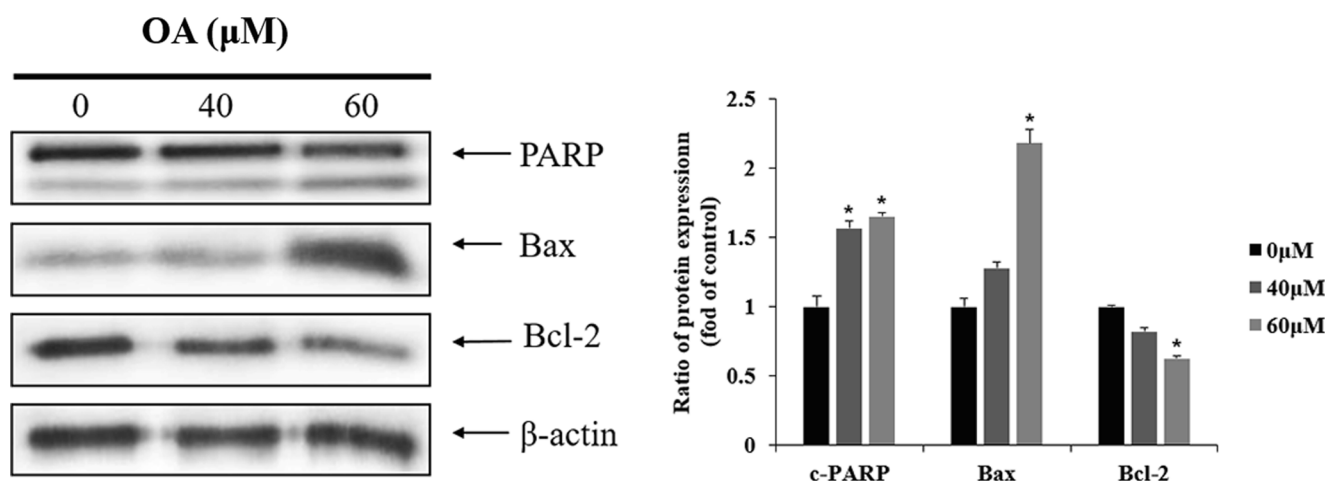 OA (µM)
0 40 60
PARP
Bax
Bcl-2
β-actin
Ratio of protein expressionn
(fod of control)
2.5
2
1.5
1
0.5
0
* *
*
*
c-PARP Bax Bcl-2
0µM
40µM
60µM